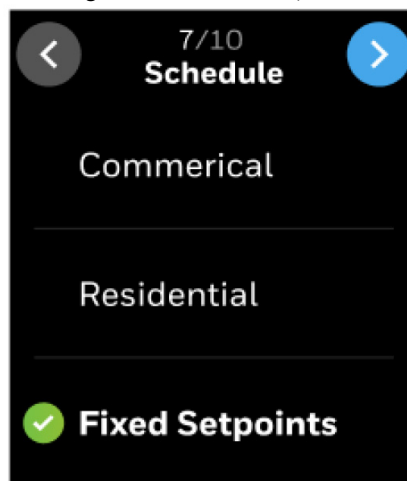 7/10
Schedule
Commerical
Residential
Fixed Setpoints